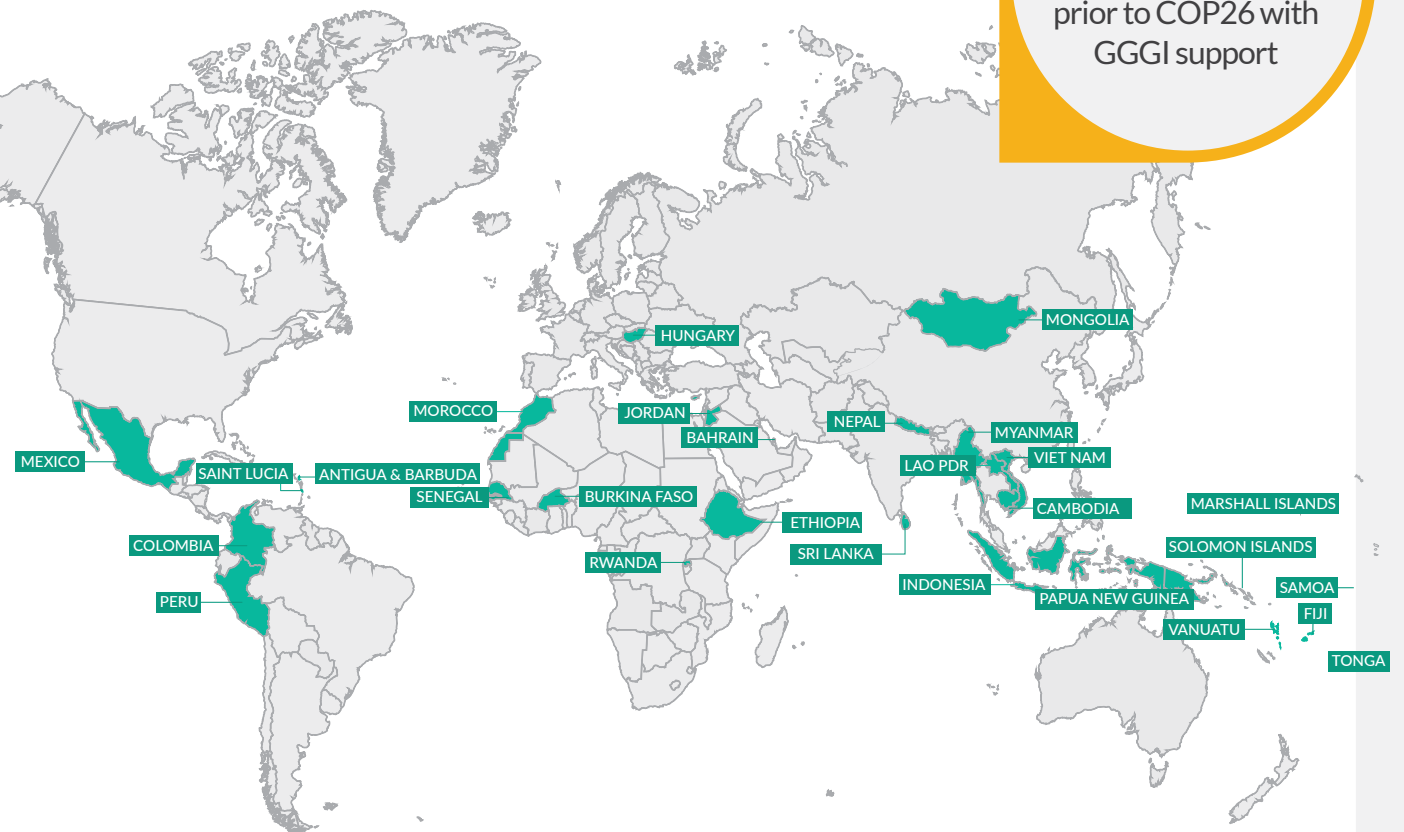 prior to COP26 with
GGGI support
MONGOLIA
HUNGARY
MOROCCO
JORDAN
BAHRAIN
NEPAL
MYANMAR
LAO PDR
VIET NAM
MEXICO
SAINT LUCIA
ANTIGUA & BARBUDA
SENEGAL
BURKINA FASO
CAMBODIA
MARSHALL ISLANDS
ETHIOPIA
COLOMBIA
SRI LANKA
SOLOMON ISLANDS
RWANDA
INDONESIA
SAMOA
PERU
PAPUA NEW GUINEA
FIJI
VANUATU
TONGA